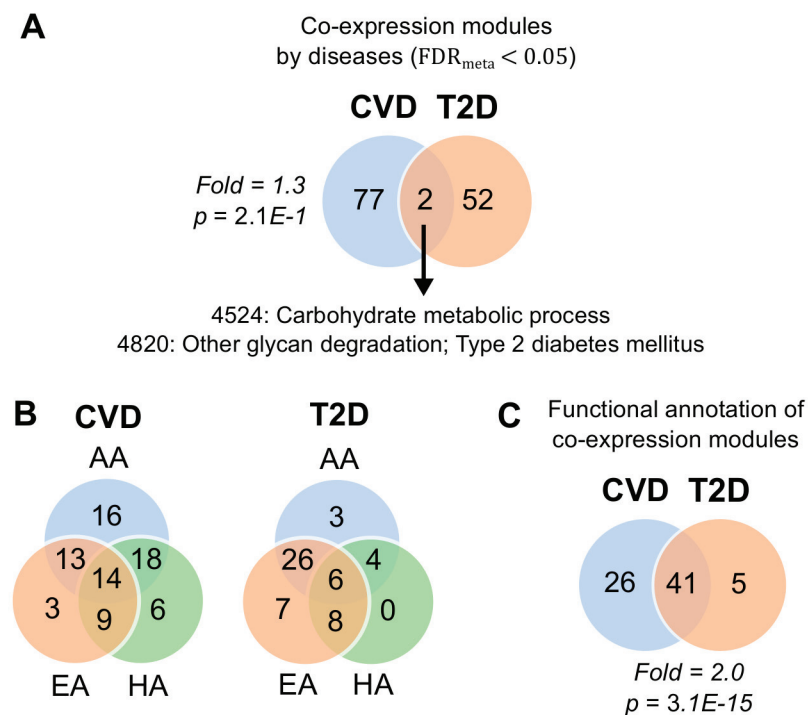 A
Co-expression modules
by diseases (FDRmeta < 0.05)
CVD T2D
Fold = 1.3
p = 2.1E-1
77 2 52
4524: Carbohydrate metabolic process
4820: Other glycan degradation; Type 2 diabetes mellitus
B
CVD
AA
16
13 18
14
3 9 6
EA HA
T2D
AA
3
26 4
6
7 8 0
EA HA
C
Functional annotation of
co-expression modules
CVD T2D
26 41 5
Fold = 2.0
p = 3.1E-15